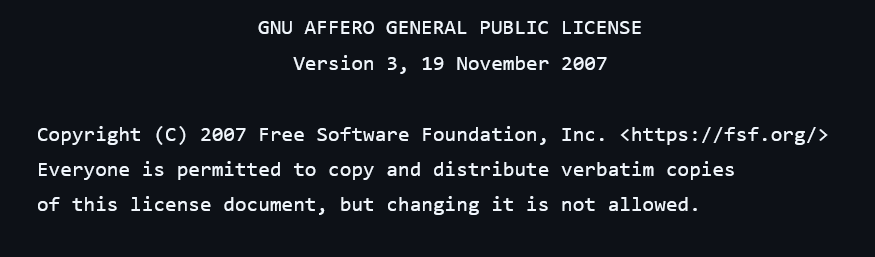 GNU AFFERO GENERAL PUBLIC LICENSE
Version 3, 19 November 2007
Copyright (C) 2007 Free Software Foundation, Inc. <https://fsf.org/>
Everyone is permitted to copy and distribute verbatim copies
of this license document, but changing it is not allowed.